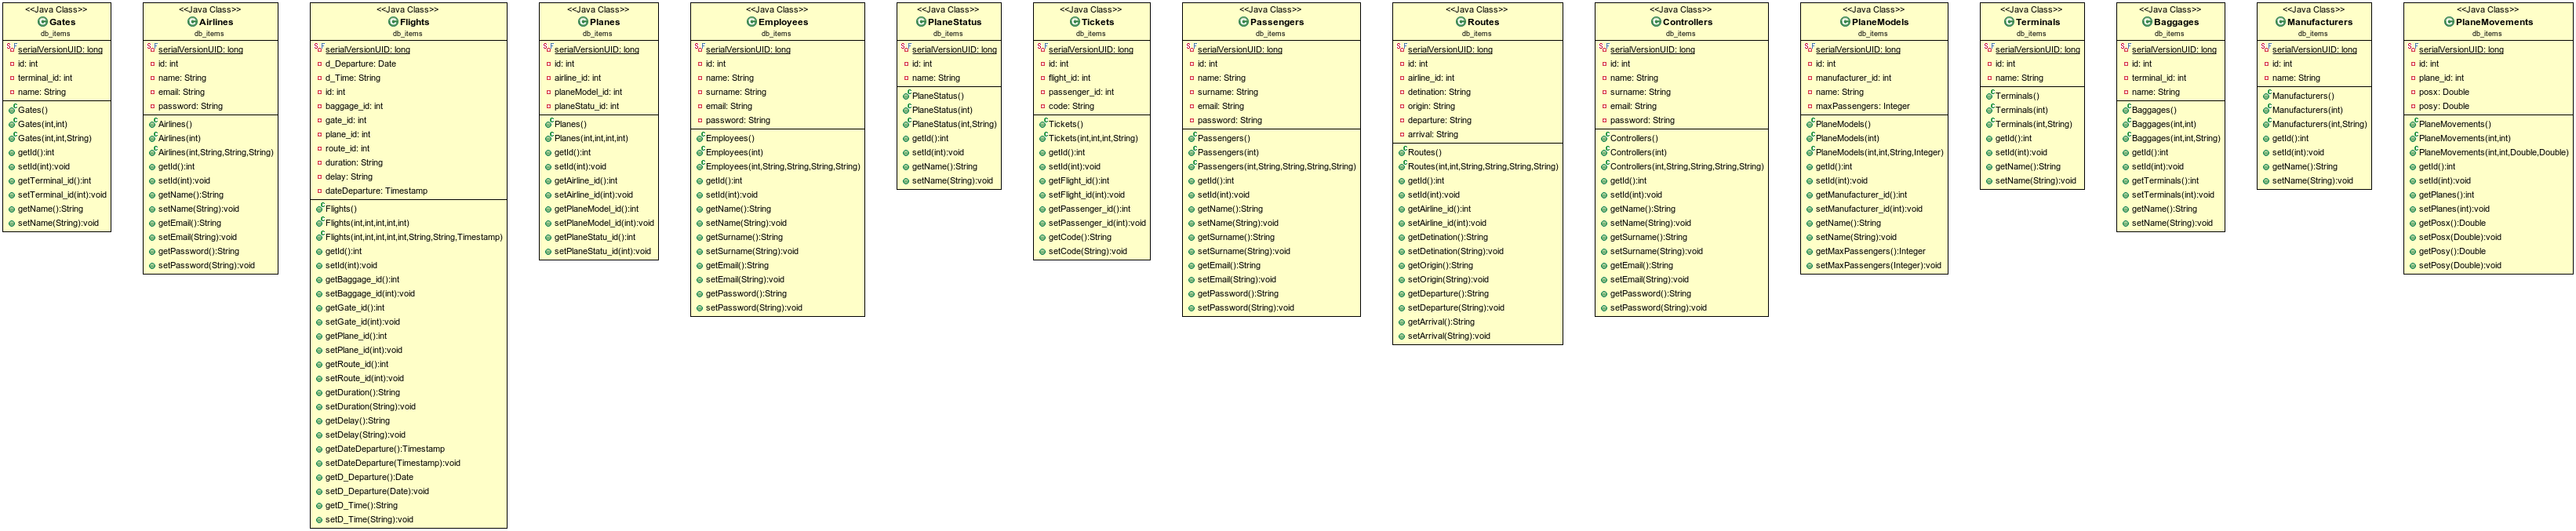 <<Java Class>>
Gates
db_items
serialVersionUID: long
id: int
terminal_id: int
name: String
Gates()
Gates(int,int)
Gates(int,int,String)
getId():int
setId(int):void
getTerminal_id():int
setTerminal_id(int):void
getName():String
setName(String):void
<<Java Class>>
Airlines
db_items
serialVersionUID: long
id: int
name: String
email: String
password: String
Airlines()
Airlines(int)
Airlines(int,String,String,String)
getId():int
setId(int):void
getName():String
setName(String):void
getEmail():String
setEmail(String):void
getPassword():String
setPassword(String):void
<<Java Class>>
Flights
db_items
serialVersionUID: long
d_Departure: Date
d_Time: String
id: int
baggage_id: int
gate_id: int
plane_id: int
route_id: int
duration: String
delay: String
dateDeparture: Timestamp
Flights()
Flights(int,int,int,int,int)
Flights(int,int,int,int,int,String,String,Timestamp)
getId():int
setId(int):void
getBaggage_id():int
setBaggage_id(int):void
getGate_id():int
setGate_id(int):void
getPlane_id():int
setPlane_id(int):void
getRoute_id():int
setRoute_id(int):void
getDuration():String
setDuration(String):void
getDelay():String
setDelay(String):void
getDateDeparture():Timestamp
setDateDeparture(Timestamp):void
getD_Departure():Date
setD_Departure(Date):void
getD_Time():String
setD_Time(String):void
<<Java Class>>
Planes
db_items
serialVersionUID: long
id: int
airline_id: int
planeModel_id: int
planeStatu_id: int
Planes()
Planes(int,int,int,int)
getId():int
setId(int):void
getAirline_id():int
setAirline_id(int):void
getPlaneModel_id():int
setPlaneModel_id(int):void
getPlaneStatu_id():int
setPlaneStatu_id(int):void
<<Java Class>>
Employees
db_items
serialVersionUID: long
id: int
name: String
surname: String
email: String
password: String
Employees()
Employees(int)
Employees(int,String,String,String,String)
getId():int
setId(int):void
getName():String
setName(String):void
getSurname():String
setSurname(String):void
getEmail():String
setEmail(String):void
getPassword():String
setPassword(String):void
<<Java Class>>
PlaneStatus
db_items
serialVersionUID: long
id: int
name: String
PlaneStatus()
PlaneStatus(int)
PlaneStatus(int,String)
getId():int
setId(int):void
getName():String
setName(String):void
<<Java Class>>
Tickets
db_items
serialVersionUID: long
id: int
flight_id: int
passenger_id: int
code: String
Tickets()
Tickets(int,int,int,String)
getId():int
setId(int):void
getFlight_id():int
setFlight_id(int):void
getPassenger_id():int
setPassenger_id(int):void
getCode():String
setCode(String):void
<<Java Class>>
Passengers
db_items
serialVersionUID: long
id: int
name: String
surname: String
email: String
password: String
Passengers()
Passengers(int)
Passengers(int,String,String,String,String)
getId():int
setId(int):void
getName():String
setName(String):void
getSurname():String
setSurname(String):void
getEmail():String
setEmail(String):void
getPassword():String
setPassword(String):void
<<Java Class>>
Routes
db_items
serialVersionUID: long
id: int
airline_id: int
detination: String
origin: String
departure: String
arrival: String
Routes()
Routes(int,int,String,String,String,String)
getId():int
setId(int):void
getAirline_id():int
setAirline_id(int):void
getDetination():String
setDetination(String):void
getOrigin():String
setOrigin(String):void
getDeparture():String
setDeparture(String):void
getArrival():String
setArrival(String):void
<<Java Class>>
Controllers
db_items
serialVersionUID: long
id: int
name: String
surname: String
email: String
password: String
Controllers()
Controllers(int)
Controllers(int,String,String,String,String)
getId():int
setId(int):void
getName():String
setName(String):void
getSurname():String
setSurname(String):void
getEmail():String
setEmail(String):void
getPassword():String
setPassword(String):void
<<Java Class>>
PlaneModels
db_items
serialVersionUID: long
id: int
manufacturer_id: int
name: String
maxPassengers: Integer
PlaneModels()
PlaneModels(int)
PlaneModels(int,int,String,Integer)
getId():int
setId(int):void
getManufacturer_id():int
setManufacturer_id(int):void
getName():String
setName(String):void
getMaxPassengers():Integer
setMaxPassengers(Integer):void
<<Java Class>>
Terminals
db_items
serialVersionUID: long
id: int
name: String
Terminals()
Terminals(int)
Terminals(int,String)
getId():int
setId(int):void
getName():String
setName(String):void
<<Java Class>>
Baggages
db_items
serialVersionUID: long
id: int
terminal_id: int
name: String
Baggages()
Baggages(int,int)
Baggages(int,int,String)
getId():int
setId(int):void
getTerminals():int
setTerminals(int):void
getName():String
setName(String):void
<<Java Class>>
Manufacturers
db_items
serialVersionUID: long
id: int
name: String
Manufacturers()
Manufacturers(int)
Manufacturers(int,String)
getId():int
setId(int):void
getName():String
setName(String):void
<<Java Class>>
PlaneMovements
db_items
serialVersionUID: long
id: int
plane_id: int
posx: Double
posy: Double
PlaneMovements()
PlaneMovements(int,int)
PlaneMovements(int,int,Double,Double)
getId():int
setId(int):void
getPlanes():int
setPlanes(int):void
getPosx():Double
setPosx(Double):void
getPosy():Double
setPosy(Double):void